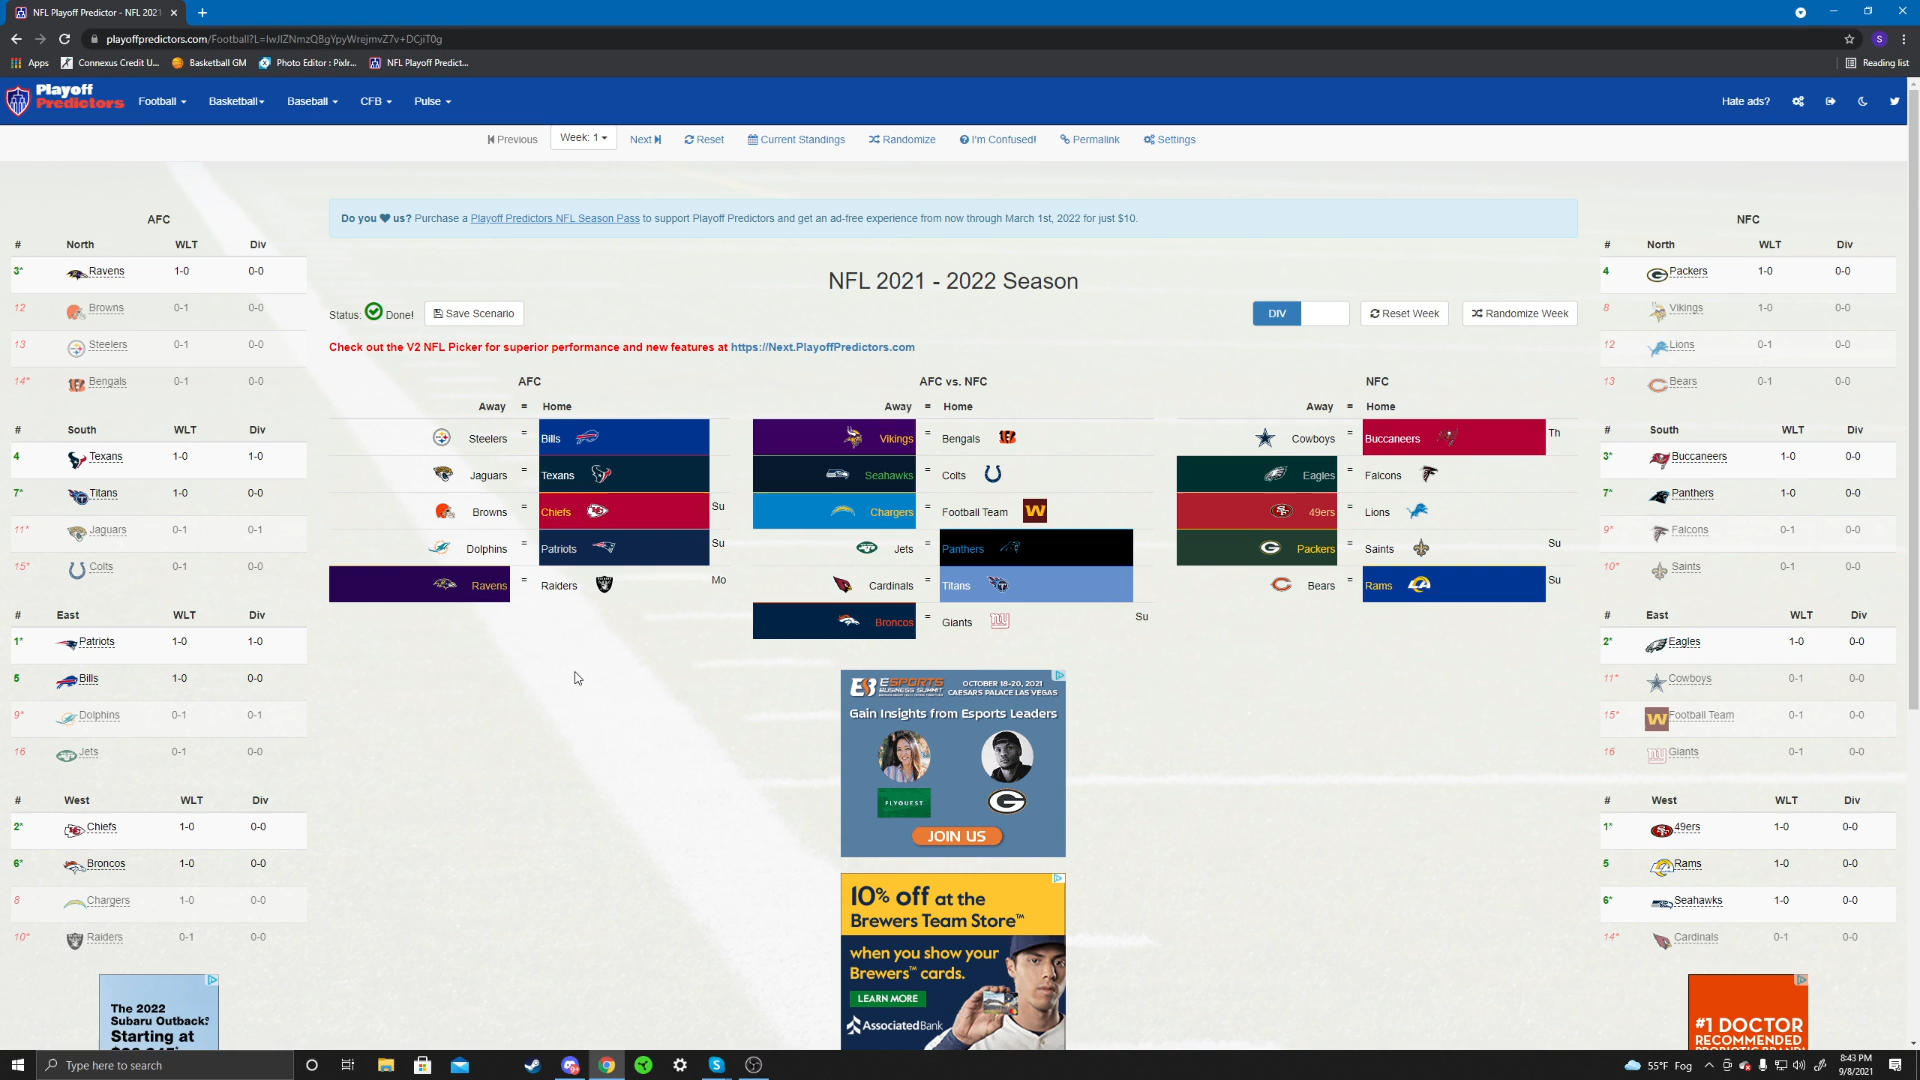 NFL Playoff Predictor - NFL 2021
playoffpredictors.com/Football?L=IwJIZNmzQBgYpyWrejmvZ7v+DCjiT0g
S
Apps Connexus Credit U... Basketball GM Photo Editor : Pixlr... NFL Playoff Predict... Reading list
Playoff Predictors Football Basketball Baseball CFB Pulse Hate ads?
Previous Week: 1 Next Reset Current Standings Randomize I'm Confused! Permalink Settings
Do you ♥ us? Purchase a Playoff Predictors NFL Season Pass to support Playoff Predictors and get an ad-free experience from now through March 1st, 2022 for just $10.
NFL 2021 - 2022 Season
Status: Done! Save Scenario DIV Reset Week Randomize Week
Check out the V2 NFL Picker for superior performance and new features at https://Next.PlayoffPredictors.com
AFC
# North WLT Div
3* Ravens 1-0 0-0
12 Browns 0-1 0-0
13 Steelers 0-1 0-0
14* Bengals 0-1 0-0
# South WLT Div
4 Texans 1-0 1-0
7* Titans 1-0 0-0
11* Jaguars 0-1 0-1
15* Colts 0-1 0-0
# East WLT Div
1* Patriots 1-0 1-0
5 Bills 1-0 0-0
9* Dolphins 0-1 0-1
16 Jets 0-1 0-0
# West WLT Div
2* Chiefs 1-0 0-0
6* Broncos 1-0 0-0
8 Chargers 1-0 0-0
10* Raiders 0-1 0-0
AFC
Away = Home
Steelers = Bills
Jaguars = Texans
Browns = Chiefs Su
Dolphins = Patriots Su
Ravens = Raiders Mo
AFC vs. NFC
Away = Home
Vikings = Bengals
Seahawks = Colts
Chargers = Football Team
Jets = Panthers
Cardinals = Titans
Broncos = Giants Su
NFC
Away = Home
Cowboys = Buccaneers Th
Eagles = Falcons
49ers = Lions
Packers = Saints Su
Bears = Rams Su
NFC
# North WLT Div
4 Packers 1-0 0-0
8 Vikings 1-0 0-0
12 Lions 0-1 0-0
13 Bears 0-1 0-0
# South WLT Div
3* Buccaneers 1-0 0-0
7* Panthers 1-0 0-0
9* Falcons 0-1 0-0
10* Saints 0-1 0-0
# East WLT Div
2* Eagles 1-0 0-0
11* Cowboys 0-1 0-0
15* Football Team 0-1 0-0
16 Giants 0-1 0-0
# West WLT Div
1* 49ers 1-0 0-0
5 Rams 1-0 0-0
6* Seahawks 1-0 0-0
14* Cardinals 0-1 0-0
ESPORTS
BUSINESS SUMMIT
OCTOBER 18-20, 2021
CAESARS PALACE LAS VEGAS
Gain Insights from Esports Leaders
FLYQUEST
G
JOIN US
10% off at the
Brewers Team Store™
when you show your
Brewers™ cards.
LEARN MORE
AssociatedBank
The 2022
Subaru Outback?
Starting at
#1 DOCTOR
RECOMMENDED
Type here to search
55°F Fog
8:43 PM
9/8/2021